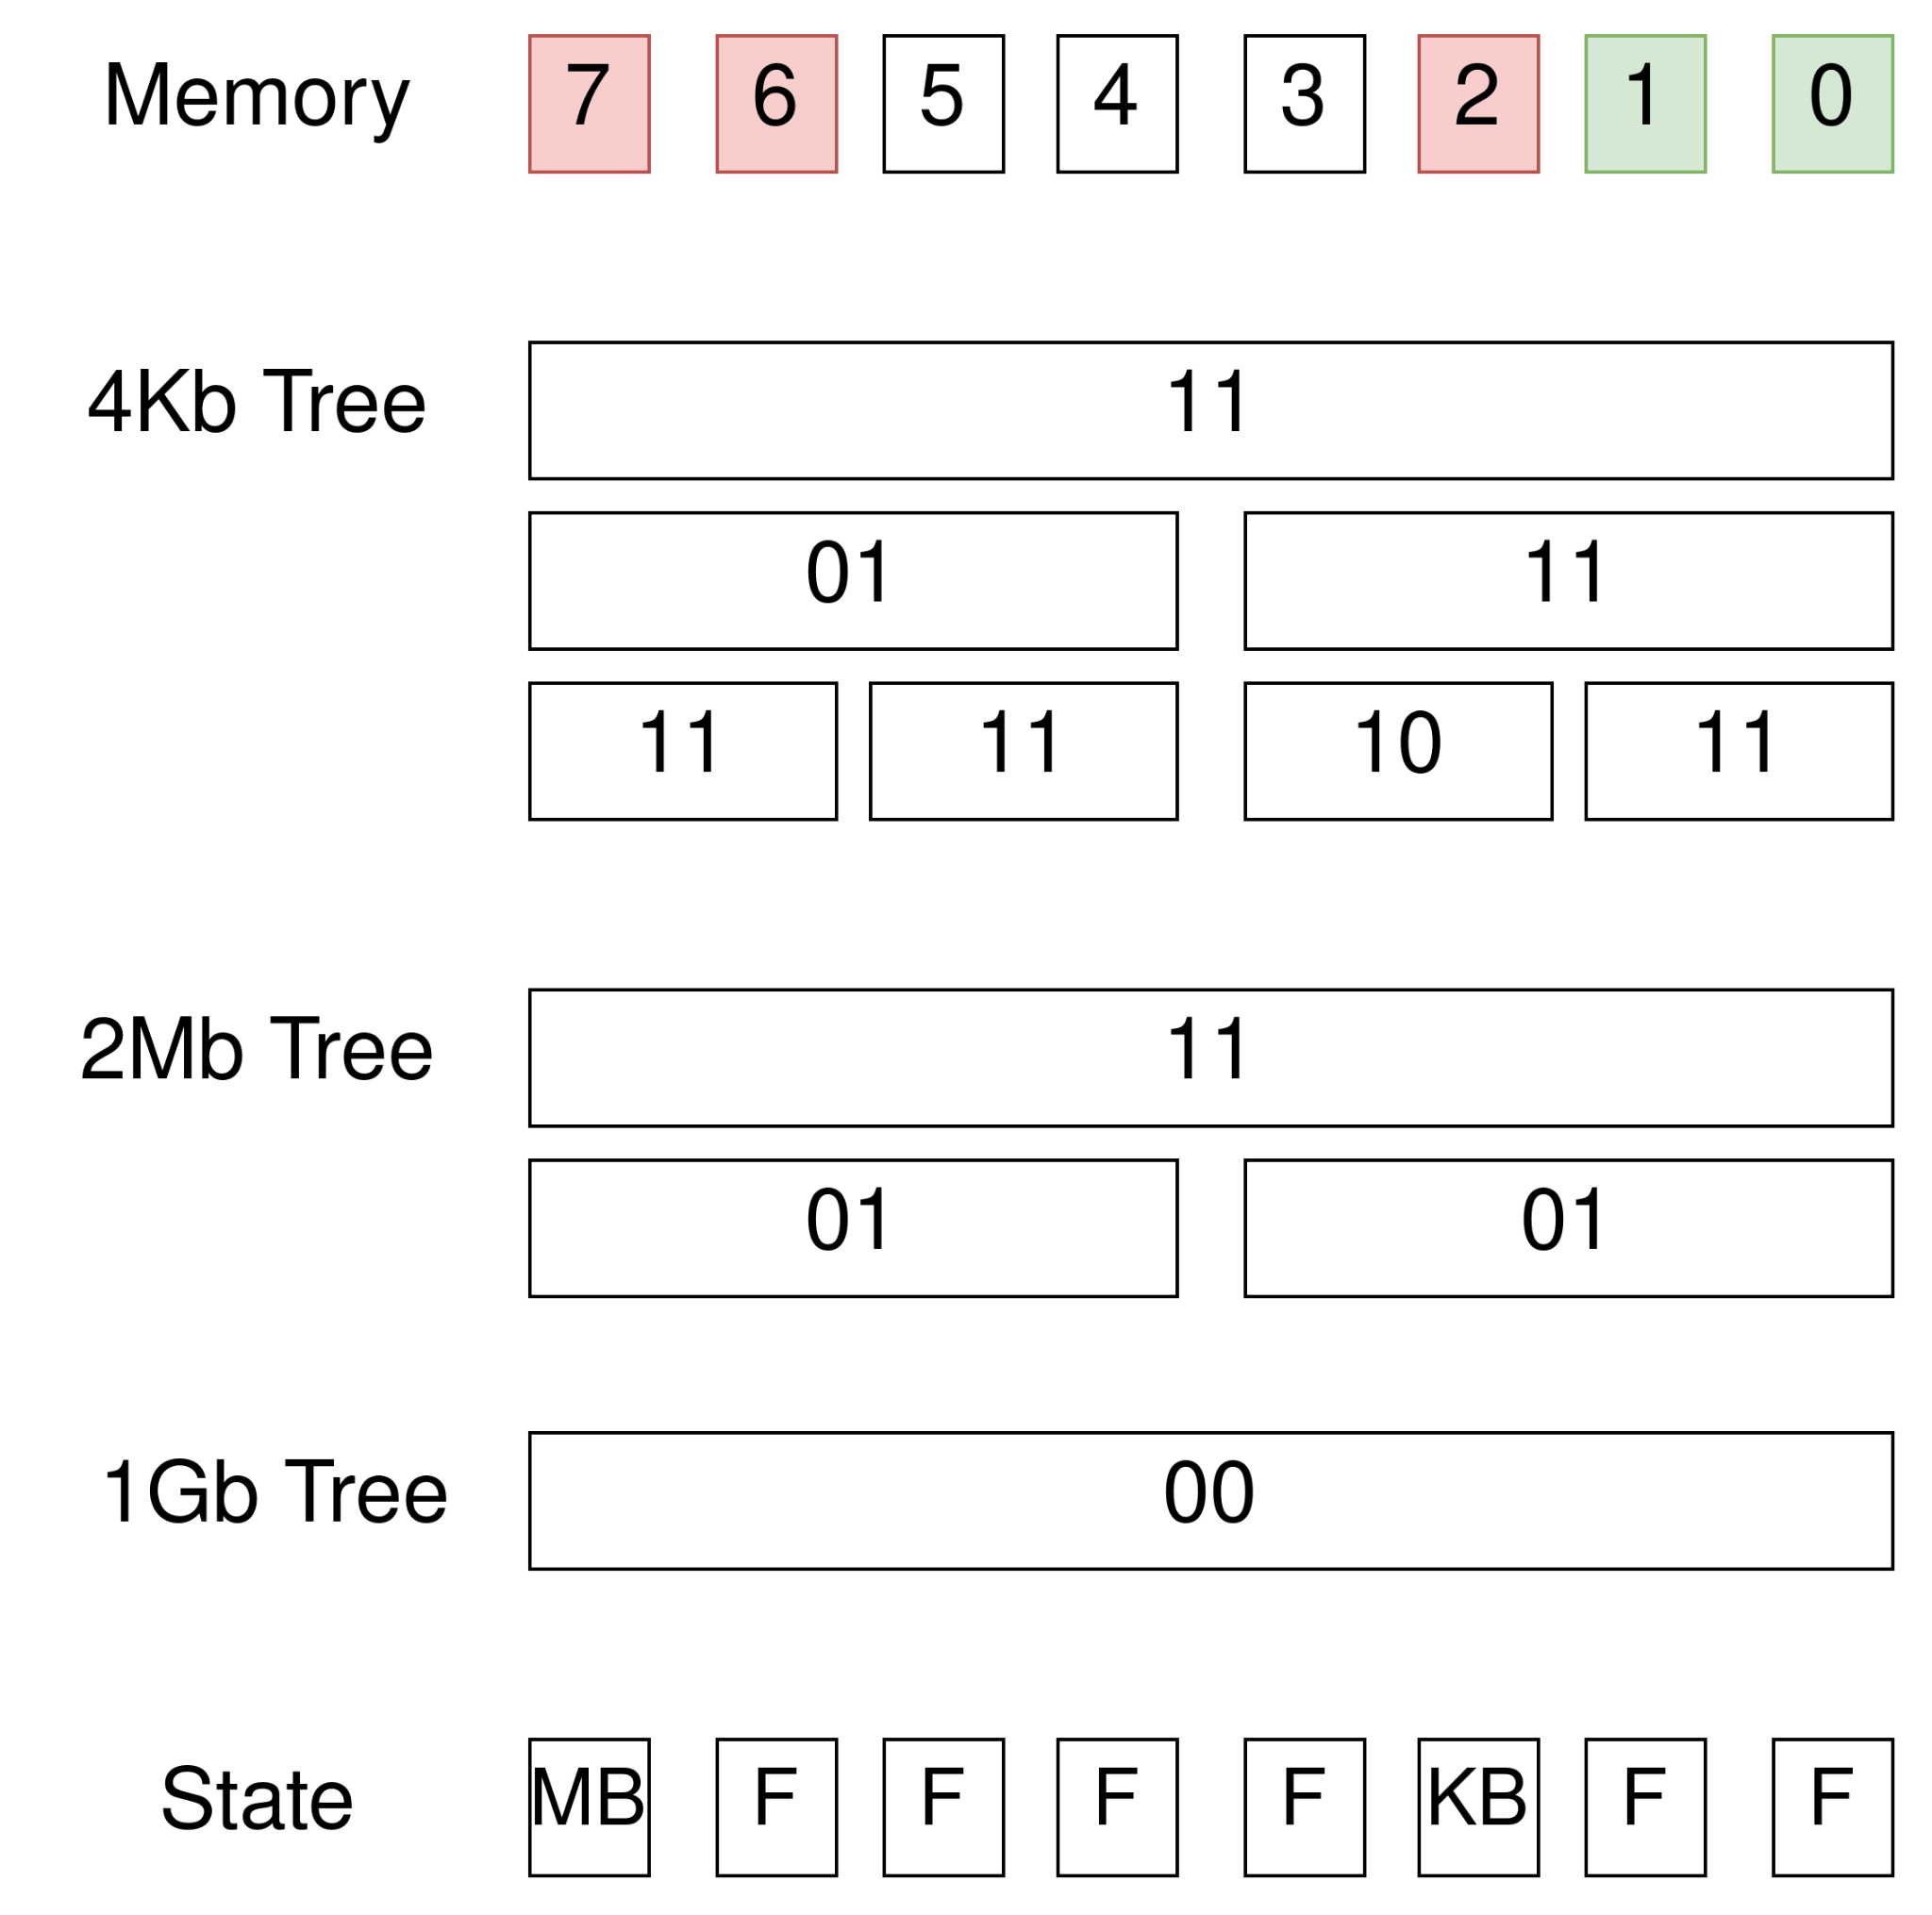 Memory 7 6 5 4 3 2 1 0
4Kb Tree 11
01 11
11 11 10 11
2Mb Tree 11
01 01
1Gb Tree 00
State MB F F F F KB F F